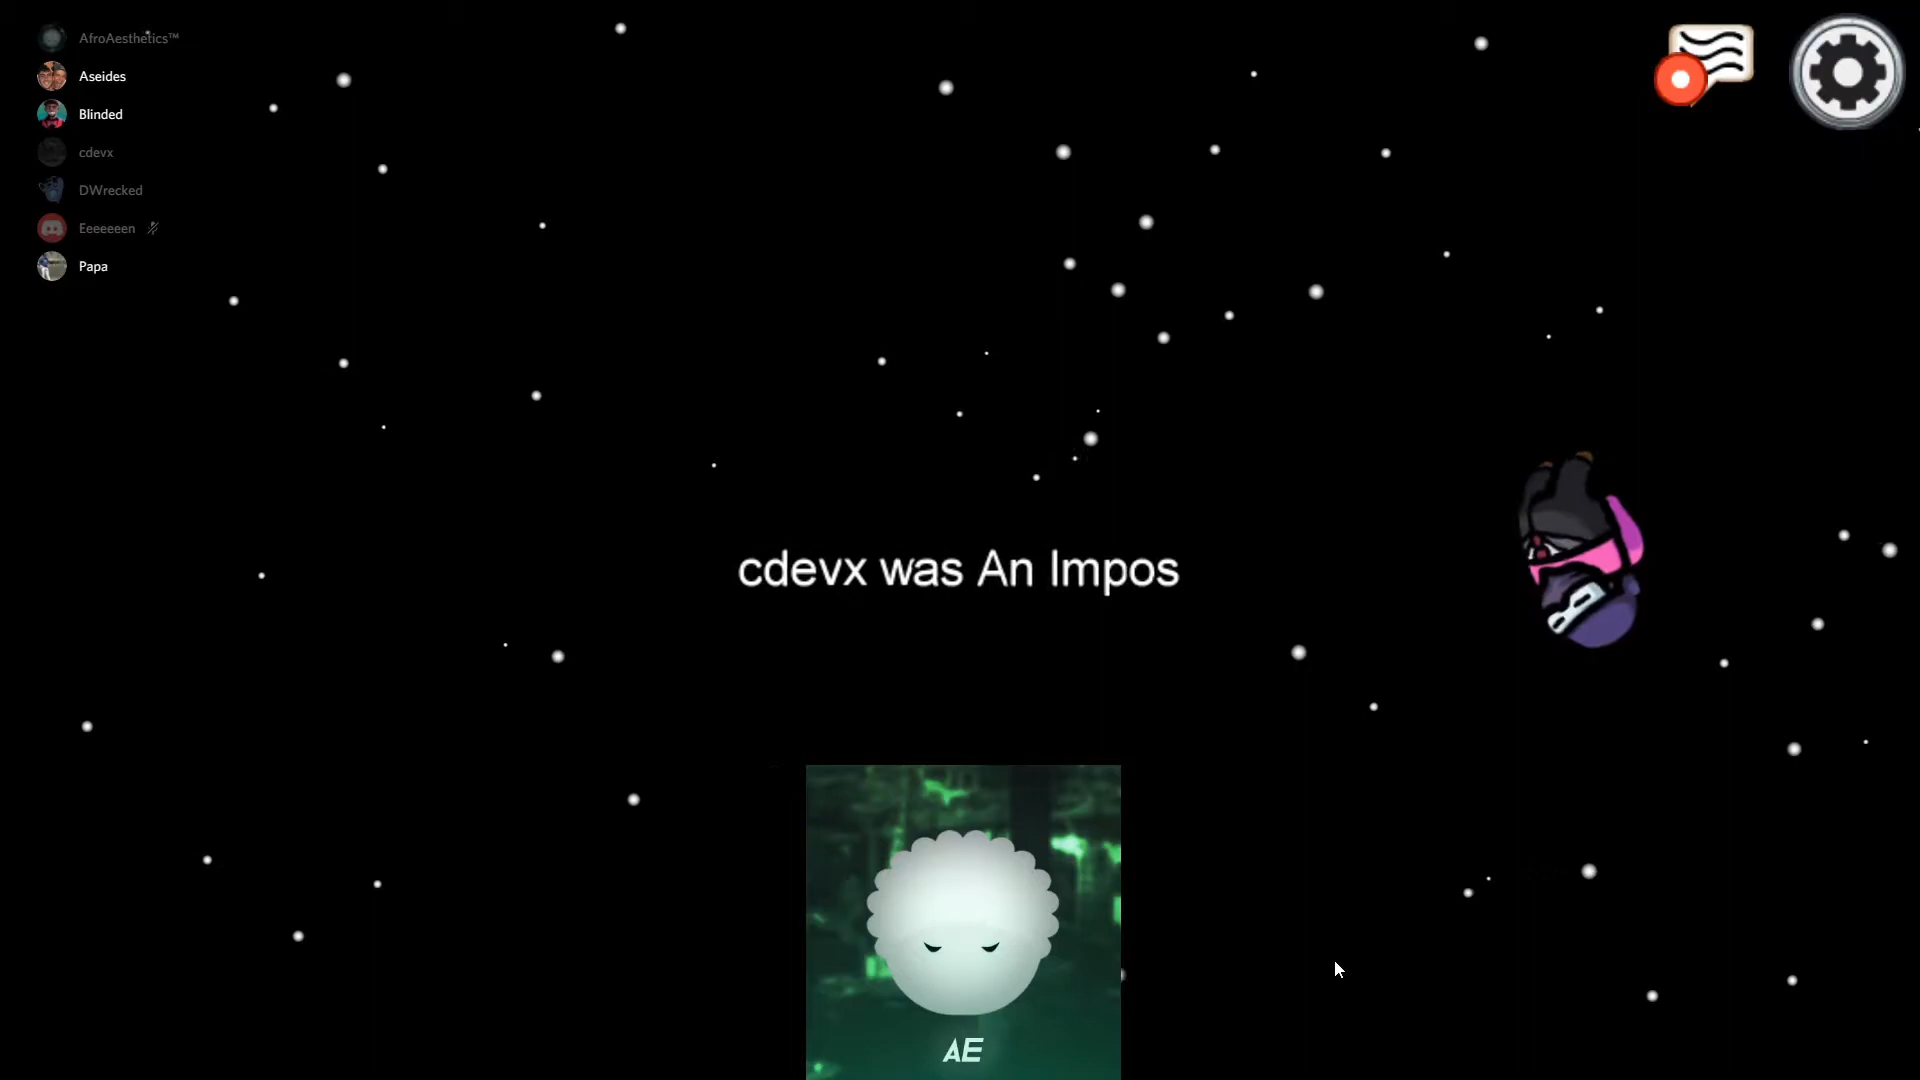 AfroAesthetics™
Aseides
Blinded
cdevx
DWrecked
Eeeeeeen
Papa
cdevx was An Impos
AE